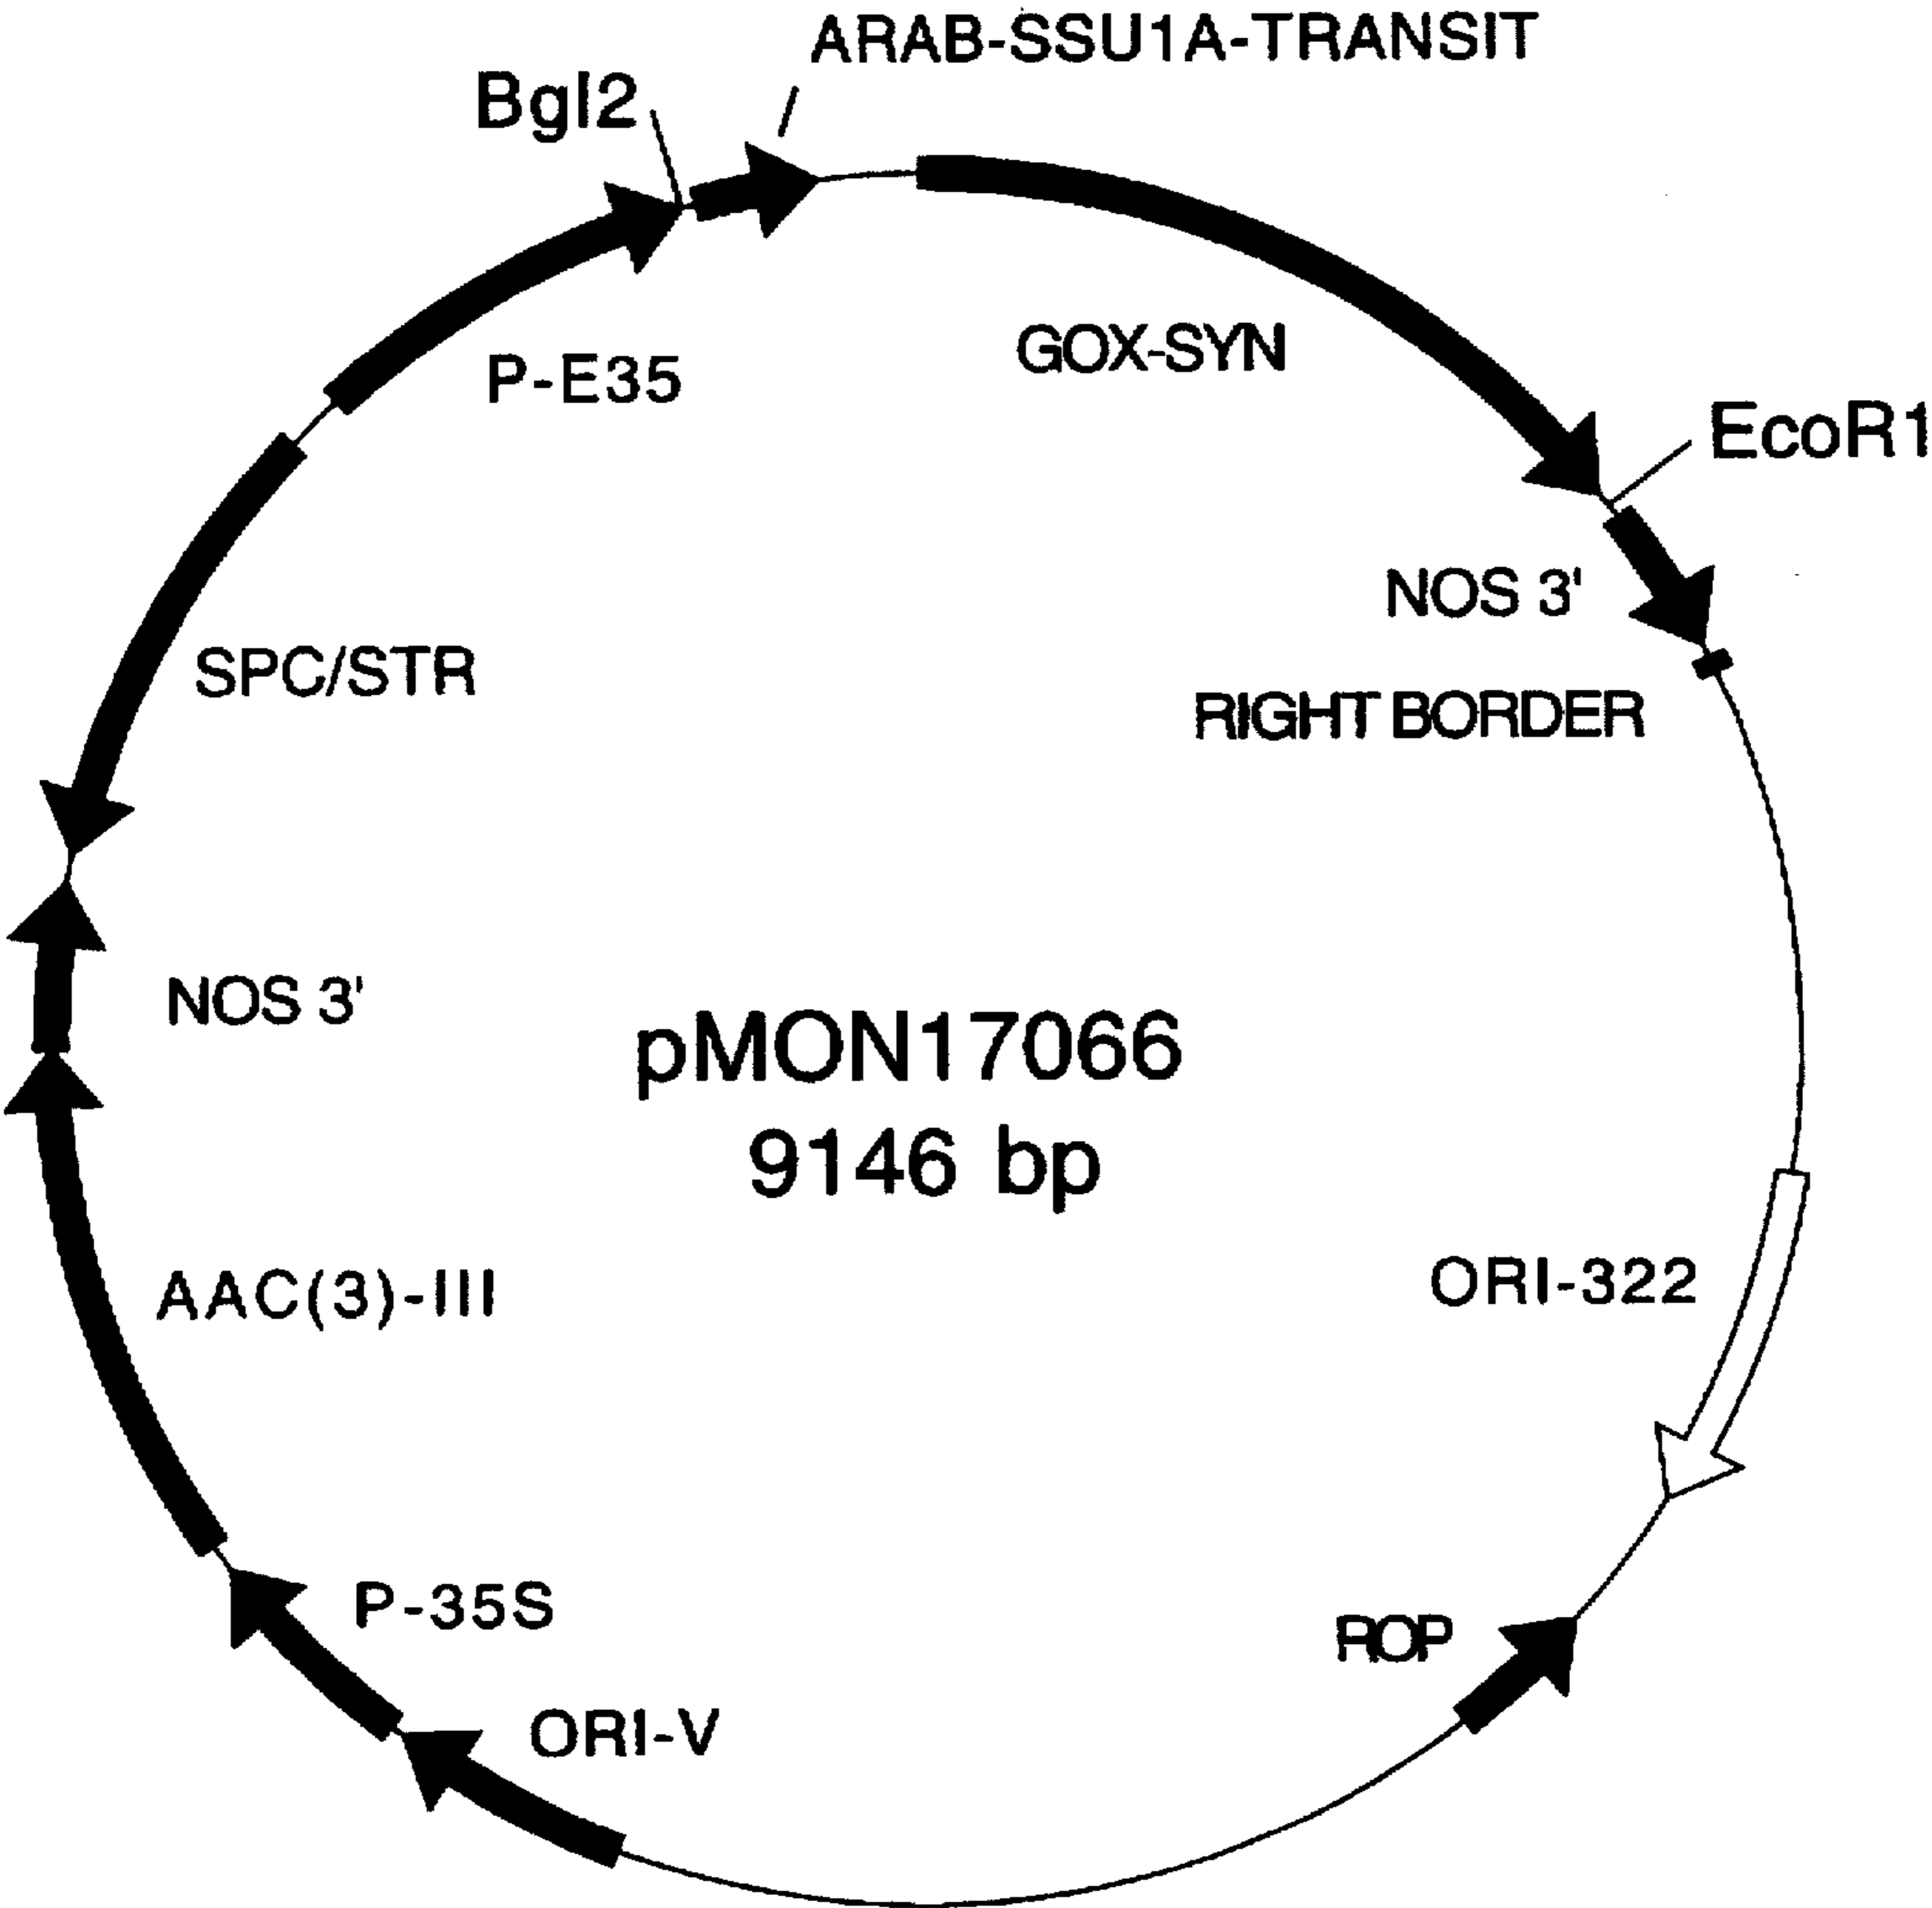 ARAB-SSU1A-TRANSIT
Bgl2
GOX-SYN
P-E35
EcoR1
NOS 3'
SPC/STR
RIGHT BORDER
NOS 3'
pMON17066
9146 bp
AAC(3)-III
ORI-322
P-35S
ROP
ORI-V